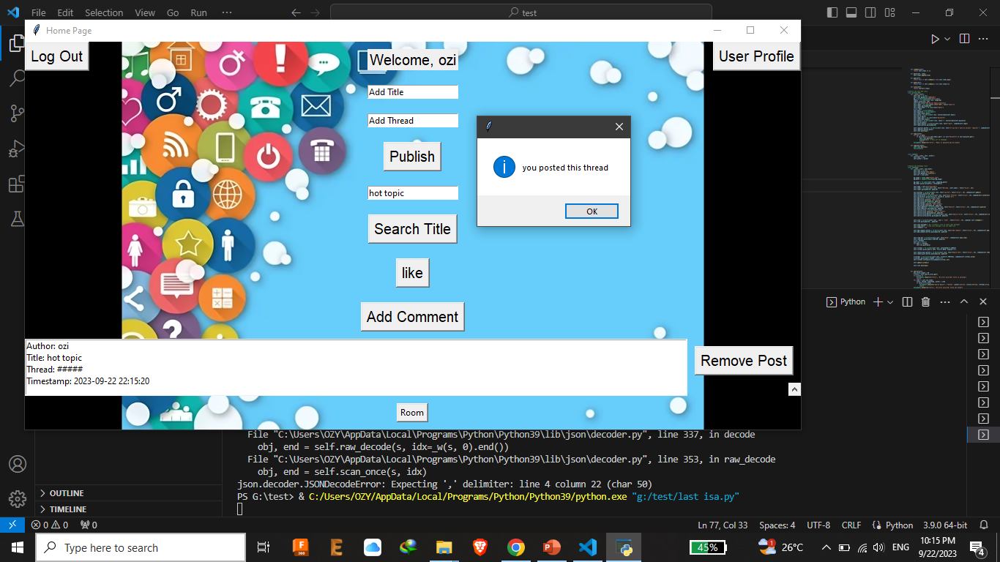 File Edit Selection View Go Run ··· test
Home Page
Log Out
Welcome, ozi
User Profile
Add Title
Add Thread
Publish
you posted this thread
OK
hot topic
Search Title
like
Add Comment
Python
Author: ozi
Title: hot topic
Thread: #####
Timestamp: 2023-09-22 22:15:20
Remove Post
Room
File "C:\Users\OZY\AppData\Local\Programs\Python\Python39\lib\json\decoder.py", line 337, in decode
obj, end = self.raw_decode(s, idx=_w(s, 0).end())
File "C:\Users\OZY\AppData\Local\Programs\Python\Python39\lib\json\decoder.py", line 353, in raw_decode
obj, end = self.scan_once(s, idx)
json.decoder.JSONDecodeError: Expecting ',' delimiter: line 4 column 22 (char 50)
PS G:\test> & C:/Users/OZY/AppData/Local/Programs/Python/Python39/python.exe "g:/test/last isa.py"
OUTLINE
TIMELINE
0 0 0 Ln 77, Col 33 Spaces: 4 UTF-8 CRLF Python 3.9.0 64-bit
Type here to search
45%
1
26°C
ENG
10:15 PM
9/22/2023
4